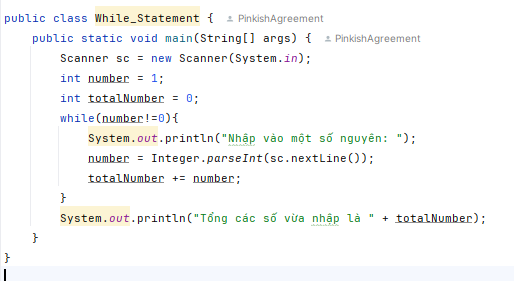 public class While_Statement { PinkishAgreement
public static void main(String[] args) { PinkishAgreement
Scanner sc = new Scanner(System.in);
int number = 1;
int totalNumber = 0;
while(number!=0){
System.out.println("Nhập vào một số nguyên: ");
number = Integer.parseInt(sc.nextLine());
totalNumber += number;
}
System.out.println("Tổng các số vừa nhập là " + totalNumber);
}
}